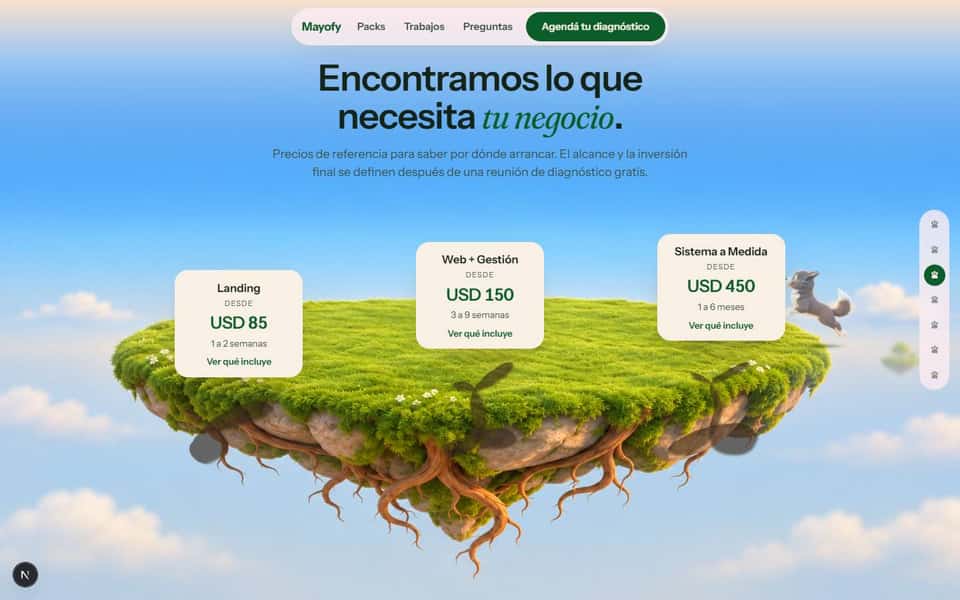 Mayofy
Packs
Trabajos
Preguntas
Agendá tu diagnóstico
Encontramos lo que
necesita tu negocio.
Precios de referencia para saber por dónde arrancar. El alcance y la inversión
final se definen después de una reunión de diagnóstico gratis.
Landing
DESDE
USD 85
1 a 2 semanas
Ver qué incluye
Web + Gestión
DESDE
USD 150
3 a 9 semanas
Ver qué incluye
Sistema a Medida
DESDE
USD 450
1 a 6 meses
Ver qué incluye
N